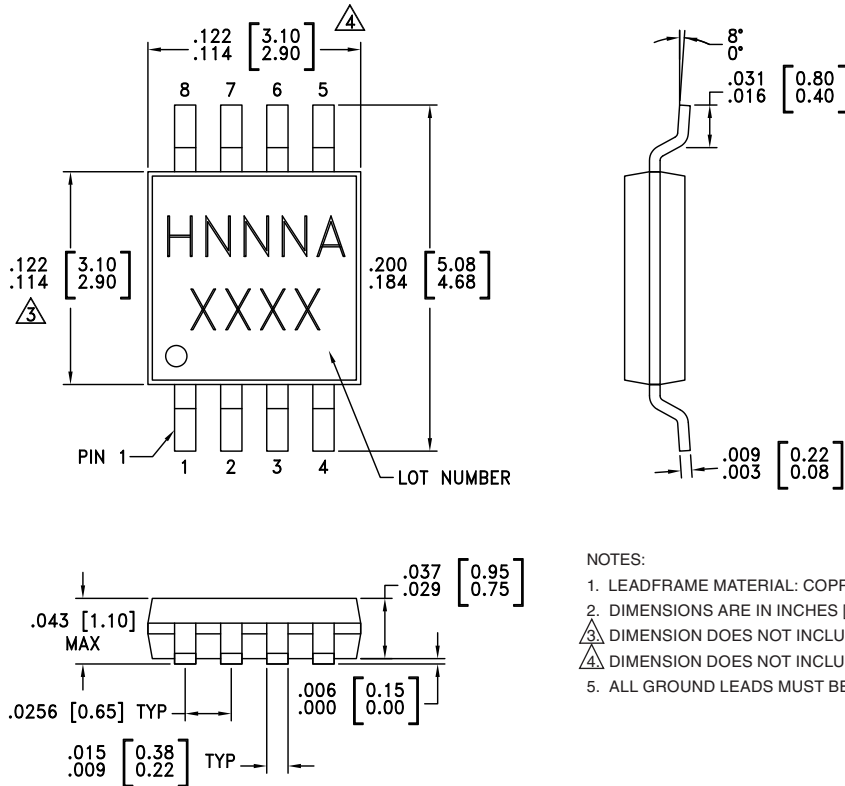 .122 [3.10]
.114 [2.90]
4
8 7 6 5
HNNNA
XXXX
.122 [3.10]
.114 [2.90]
3
.200 [5.08]
.184 [4.68]
PIN 1
1 2 3 4
LOT NUMBER
8°
0°
.031 [0.80]
.016 [0.40]
.009 [0.22]
.003 [0.08]
.043 [1.10]
MAX
.037 [0.95]
.029 [0.75]
.0256 [0.65] TYP
.006 [0.15]
.000 [0.00]
.015 [0.38]
.009 [0.22]
TYP
NOTES:
1. LEADFRAME MATERIAL:
2. DIMENSIONS ARE IN INCHES [
3. DIMENSION DOES NOT
4. DIMENSION DOES NOT
5. ALL GROUND LEADS MUST BE